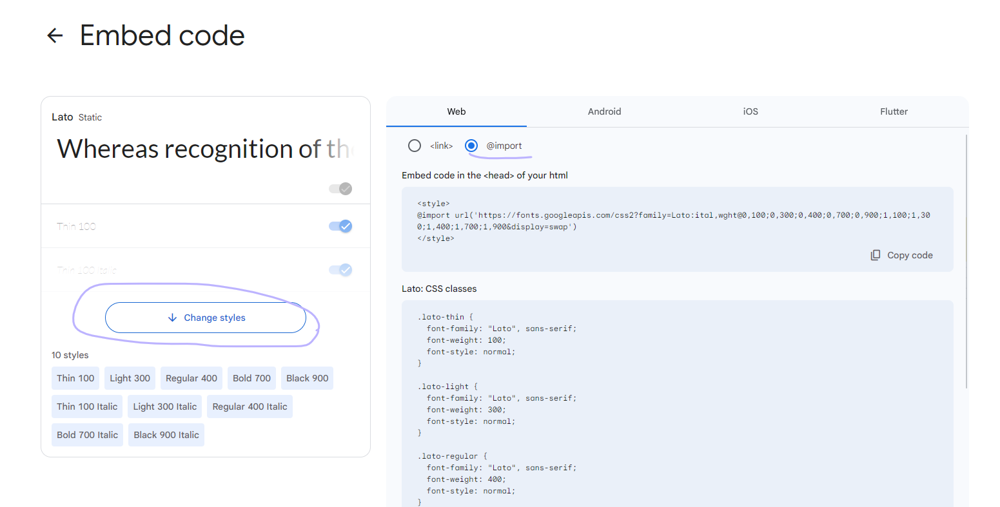 Embed code
Lato Static
Whereas recognition of the
Thin 100
Thin 100 Italic
Change styles
10 styles
Thin 100 Light 300 Regular 400 Bold 700 Black 900
Thin 100 Italic Light 300 Italic Regular 400 Italic
Bold 700 Italic Black 900 Italic
Web Android iOS Flutter
<link> @import
Embed code in the <head> of your html
<style>
@import url('https://fonts.googleapis.com/css2?family=Lato:ital,wght@0,100;0,300;0,400;0,700;0,900;1,100;1,30
0;1,400;1,700;1,900&display=swap')
</style>
Copy code
Lato: CSS classes
.lato-thin {
  font-family: "Lato", sans-serif;
  font-weight: 100;
  font-style: normal;
}
.lato-light {
  font-family: "Lato", sans-serif;
  font-weight: 300;
  font-style: normal;
}
.lato-regular {
  font-family: "Lato", sans-serif;
  font-weight: 400;
  font-style: normal;
}